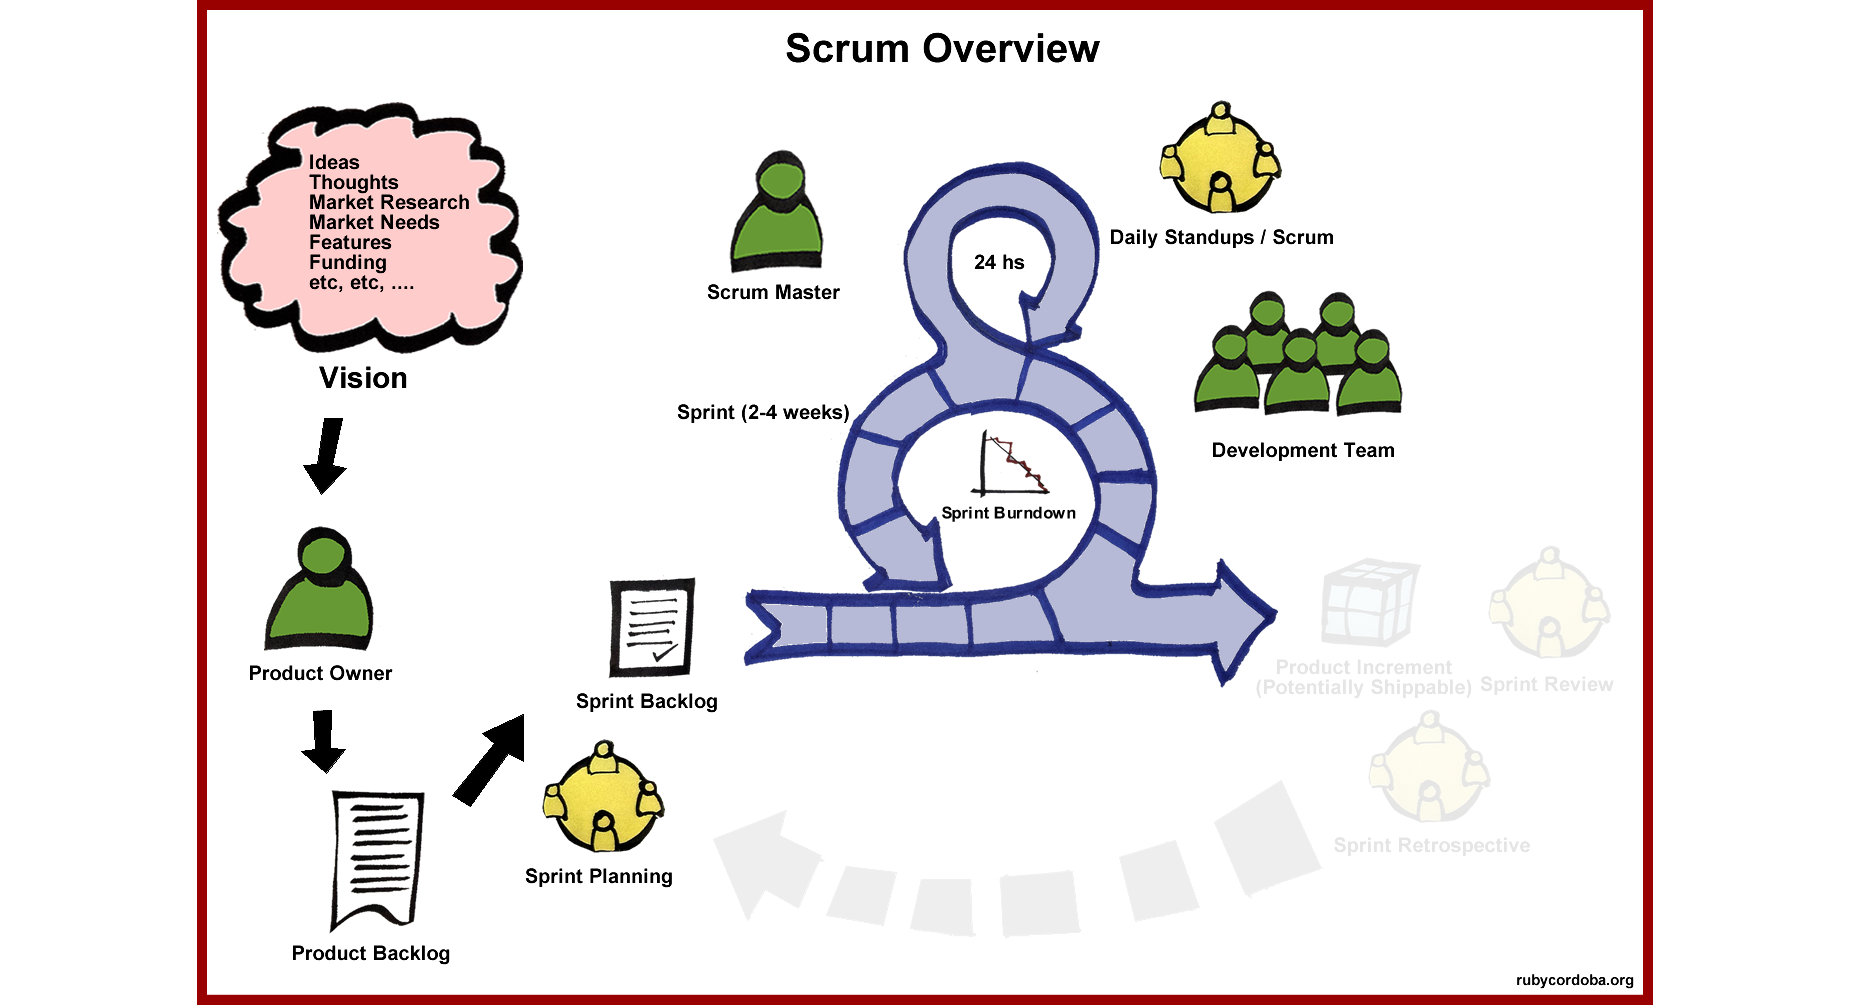 Scrum Overview
Ideas
Thoughts
Market Research
Market Needs
Features
Funding
etc, etc, ....
Vision
Product Owner
Product Backlog
Sprint Backlog
Sprint Planning
Scrum Master
Sprint (2-4 weeks)
24 hs
Sprint Burndown
Daily Standups / Scrum
Development Team
Product Increment
(Potentially Shippable)
Sprint Review
Sprint Retrospective
rubycordoba.org